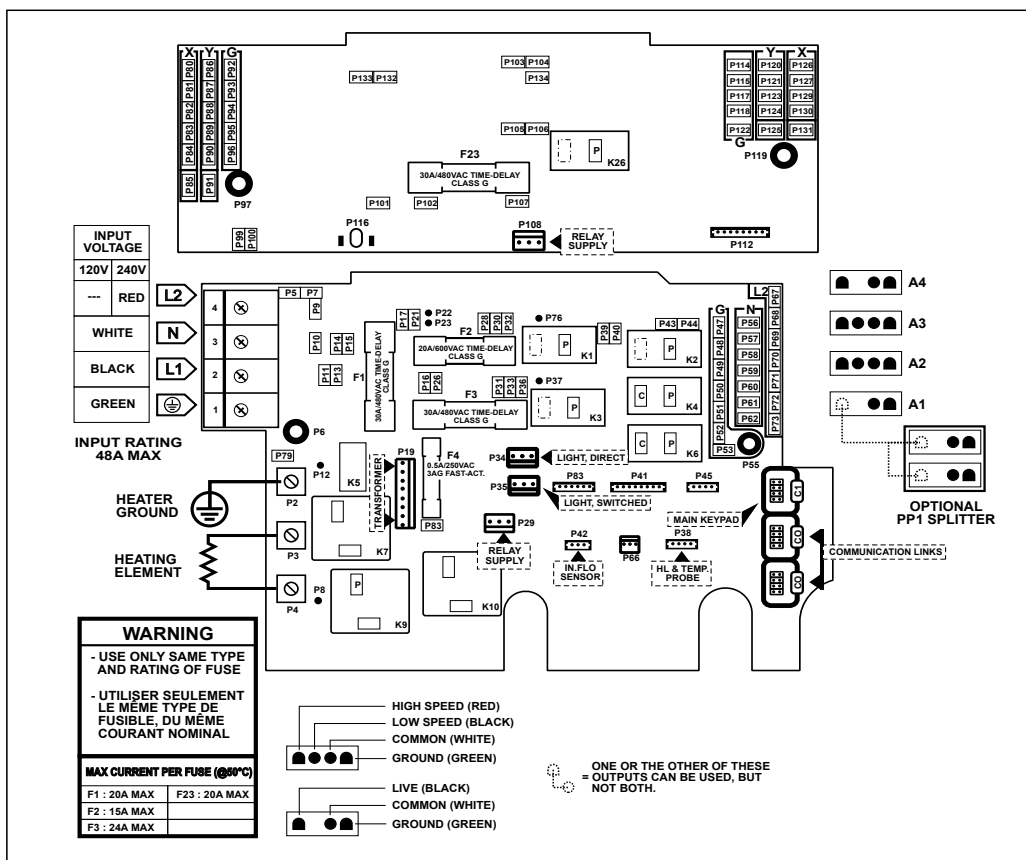 X Y G
P80 P81 P82 P83 P84 P85
P86 P87 P88 P89 P90 P91
P92 P93 P94 P95 P96
P97
P99 P100
P133 P132
P103 P104
P134
P105 P106
F23
30A/480VAC TIME-DELAY
CLASS G
P101
P102
P107
P
K26
P116
P108
RELAY
SUPPLY
P112
Y X
P114 P120 P126
P115 P121 P127
P117 P123 P129
P118 P124 P130
P122 P125 P131
G
P119
INPUT
VOLTAGE
120V 240V
--- RED
L2
WHITE
N
BLACK
L1
GREEN
INPUT RATING
48A MAX
4
3
2
1
P5 P7
P9
P10
P14 P15
P11 P13
F1
30A/480VAC TIME-DELAY
CLASS G
P17 P21
P22
P23
P28 P30 P32
F2
20A/600VAC TIME-DELAY
CLASS G
P16 P26
P31 P33 P36
F3
30A/480VAC TIME-DELAY
CLASS G
P76
P
K1
P39 P40
P37
P
K3
P43 P44
P
K2
C P
K4
C P
K6
L2
G N
P47 P48 P49 P50 P51 P52
P53
P56
P57
P58
P59
P60
P61
P62
P67 P68 P69 P70 P71 P72 P73
P55
P6
P79
P12
P2
P3
P4
P8
HEATER
GROUND
HEATING
ELEMENT
K5
K7
P
K9
K10
TRANSFORMER
P19
F4
0.5A/250VAC
3AG FAST-ACT.
P83
P34
LIGHT, DIRECT
P35
LIGHT, SWITCHED
P83
P41
P45
P29
RELAY
SUPPLY
P42
IN.FLO
SENSOR
P66
P38
HL & TEMP.
PROBE
MAIN KEYPAD
C1
CO
CO
COMMUNICATION LINKS
A4
A3
A2
A1
OPTIONAL
PP1 SPLITTER
WARNING
- USE ONLY SAME TYPE
AND RATING OF FUSE
- UTILISER SEULEMENT
LE MÊME TYPE DE
FUSIBLE, DU MÊME
COURANT NOMINAL
MAX CURRENT PER FUSE (@50°C)
F1 : 20A MAX F23 : 20A MAX
F2 : 15A MAX
F3 : 24A MAX
HIGH SPEED (RED)
LOW SPEED (BLACK)
COMMON (WHITE)
GROUND (GREEN)
LIVE (BLACK)
COMMON (WHITE)
GROUND (GREEN)
ONE OR THE OTHER OF THESE
= OUTPUTS CAN BE USED, BUT
NOT BOTH.